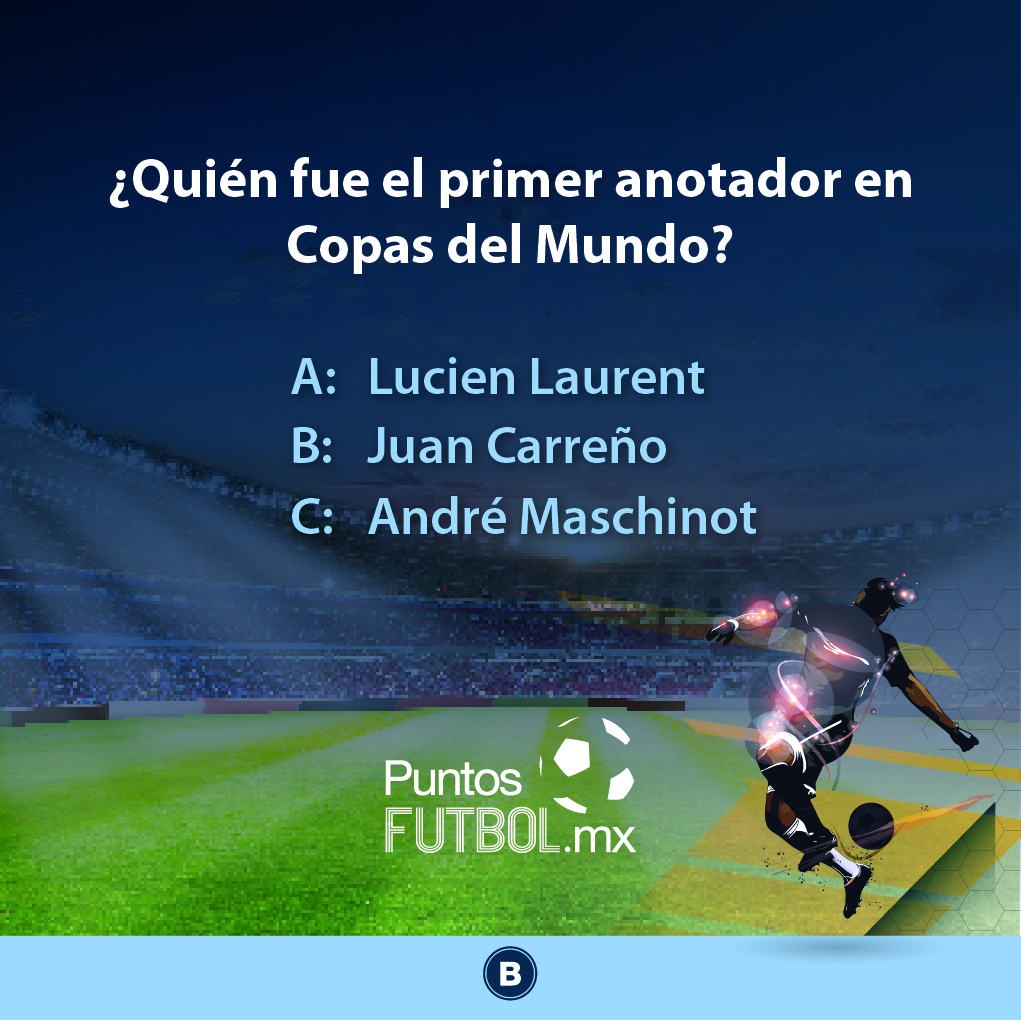 ¿Quién fue el primer anotador en
Copas del Mundo?
A: Lucien Laurent
B: Juan Carreño
C: André Maschinot
Puntos
FUTBOL.mx
B